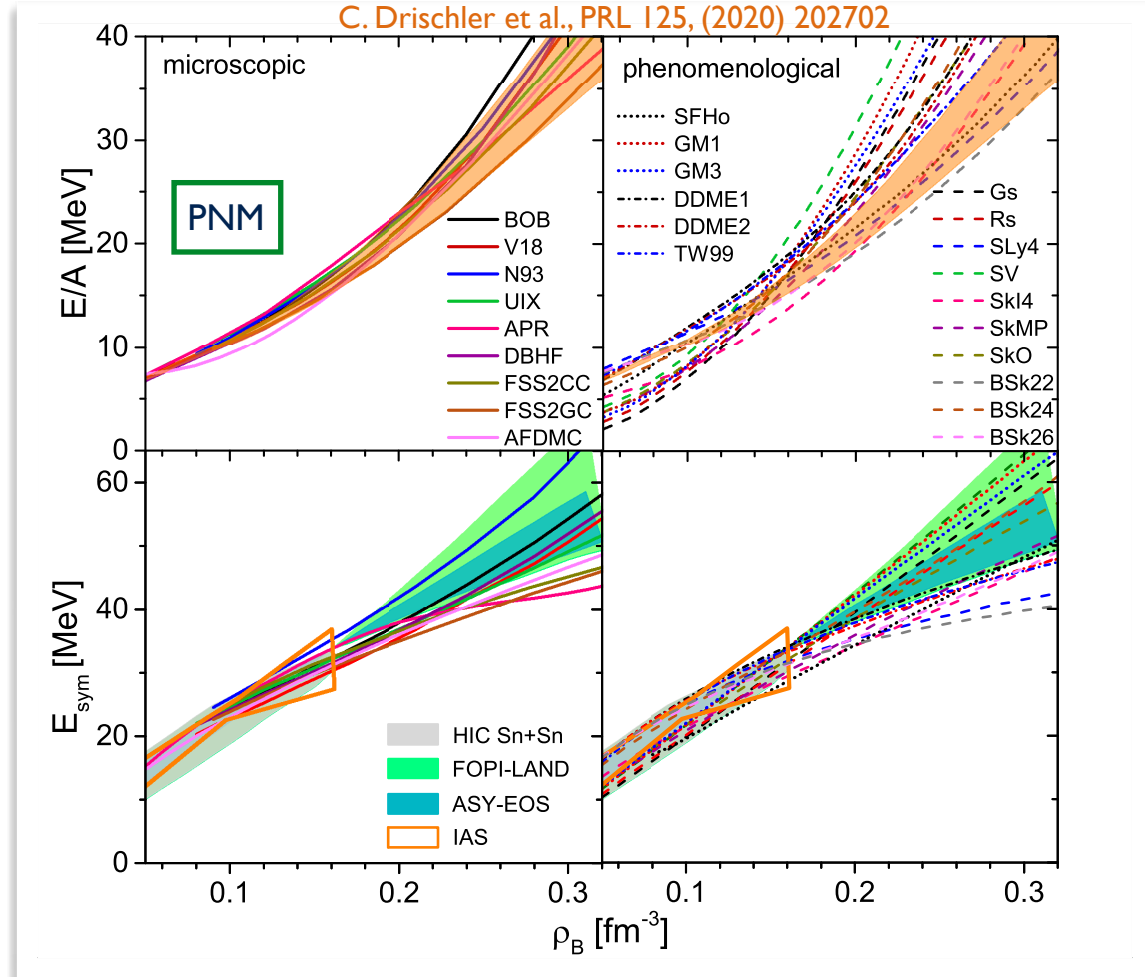 C. Drischler et al., PRL 125, (2020) 202702
40
30
20
10
0
E/A [MeV]
microscopic
PNM
BOB
V18
N93
UIX
APR
DBHF
FSS2CC
FSS2GC
AFDMC
phenomenological
SFHo
GM1
GM3
DDME1
DDME2
TW99
Gs
Rs
SLy4
SV
SkI4
SkMP
SkO
BSk22
BSk24
BSk26
60
40
20
0
E_sym [MeV]
HIC Sn+Sn
FOPI-LAND
ASY-EOS
IAS
0.1 0.2 0.3 0.1 0.2 0.3
ρ_B [fm⁻³]